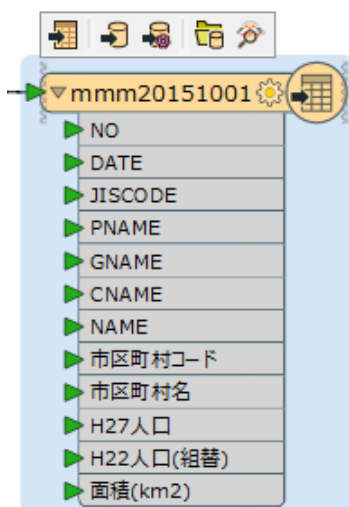 mmm20151001
NO
DATE
JISCODE
PNAME
GNAME
CNAME
NAME
市区町村コード
市区町村名
H27人口
H22人口(組替)
面積(km2)